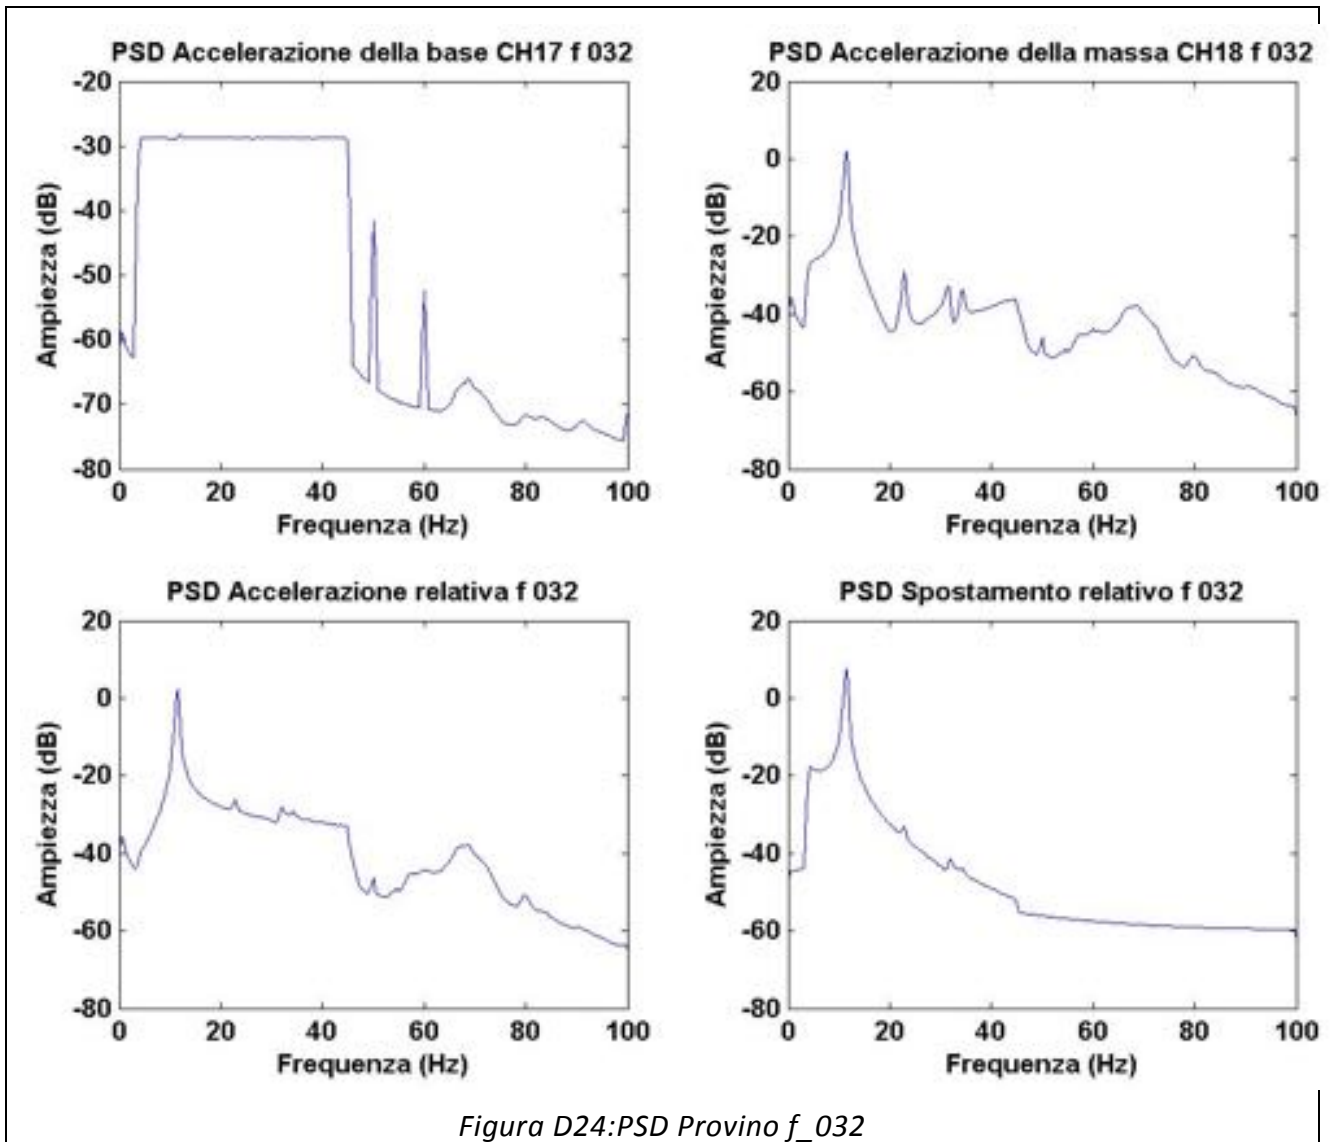 PSD Accelerazione della base CH17 f 032
-20
-30
-40
-50
-60
-70
-80
Ampiezza (dB)
0 20 40 60 80 100
Frequenza (Hz)
PSD Accelerazione della massa CH18 f 032
20
0
-20
-40
-60
-80
Ampiezza (dB)
0 20 40 60 80 100
Frequenza (Hz)
PSD Accelerazione relativa f 032
20
0
-20
-40
-60
-80
Ampiezza (dB)
0 20 40 60 80 100
Frequenza (Hz)
PSD Spostamento relativo f 032
20
0
-20
-40
-60
-80
Ampiezza (dB)
0 20 40 60 80 100
Frequenza (Hz)
Figura D24:PSD Provino f_032